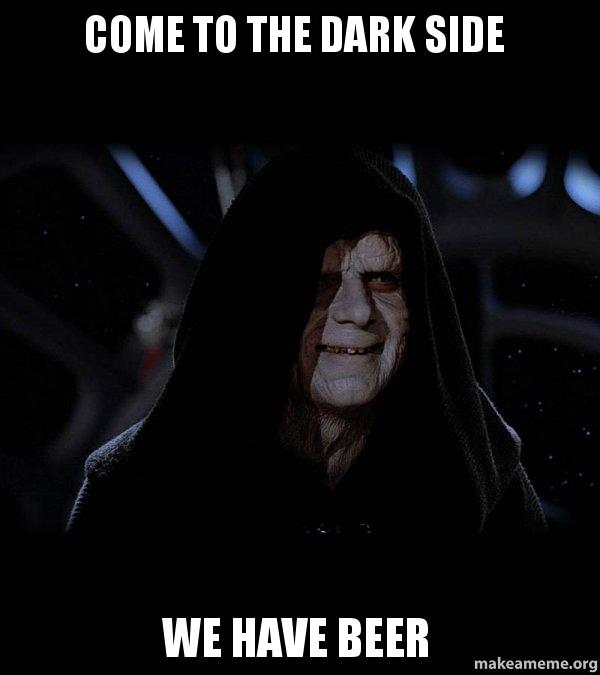 COME TO THE DARK SIDE
WE HAVE BEER
makeameme.org